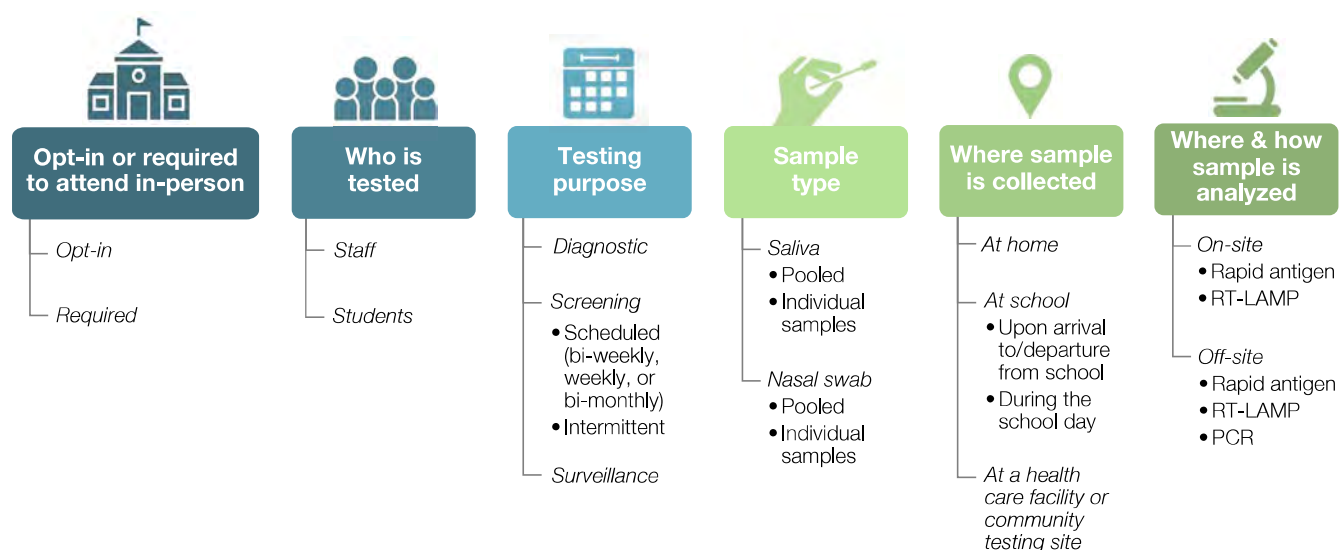 Opt-in or required
to attend in-person
Opt-in
Required
Who is
tested
Staff
Students
Testing
purpose
Diagnostic
Screening
• Scheduled
(bi-weekly,
weekly, or
bi-monthly)
• Intermittent
Surveillance
Sample
type
Saliva
• Pooled
• Individual
samples
Nasal swab
• Pooled
• Individual
samples
Where sample
is collected
At home
At school
• Upon arrival
to/departure
from school
• During the
school day
At a health
care facility or
community
testing site
Where & how
sample is
analyzed
On-site
• Rapid antigen
• RT-LAMP
Off-site
• Rapid antigen
• RT-LAMP
• PCR